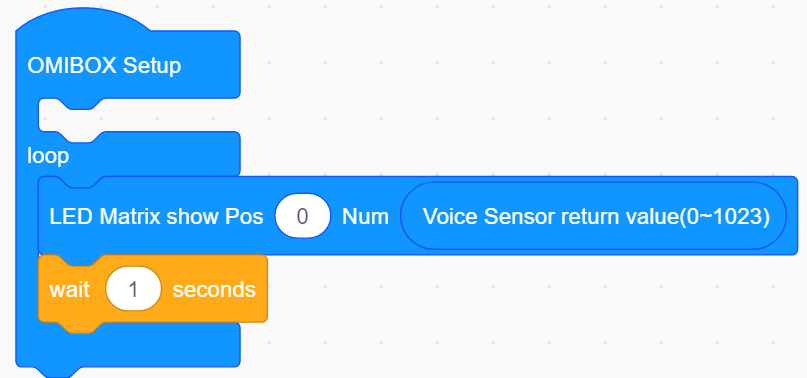 OMIBOX Setup
loop
LED Matrix show Pos 0 Num Voice Sensor return value(0~1023)
wait 1 seconds